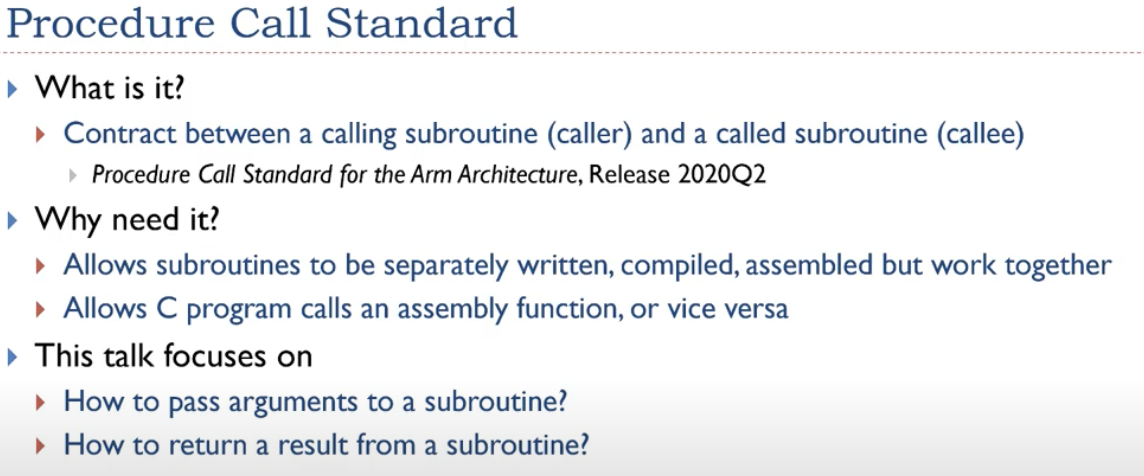 Procedure Call Standard
What is it?
Contract between a calling subroutine (caller) and a called subroutine (callee)
Procedure Call Standard for the Arm Architecture, Release 2020Q2
Why need it?
Allows subroutines to be separately written, compiled, assembled but work together
Allows C program calls an assembly function, or vice versa
This talk focuses on
How to pass arguments to a subroutine?
How to return a result from a subroutine?